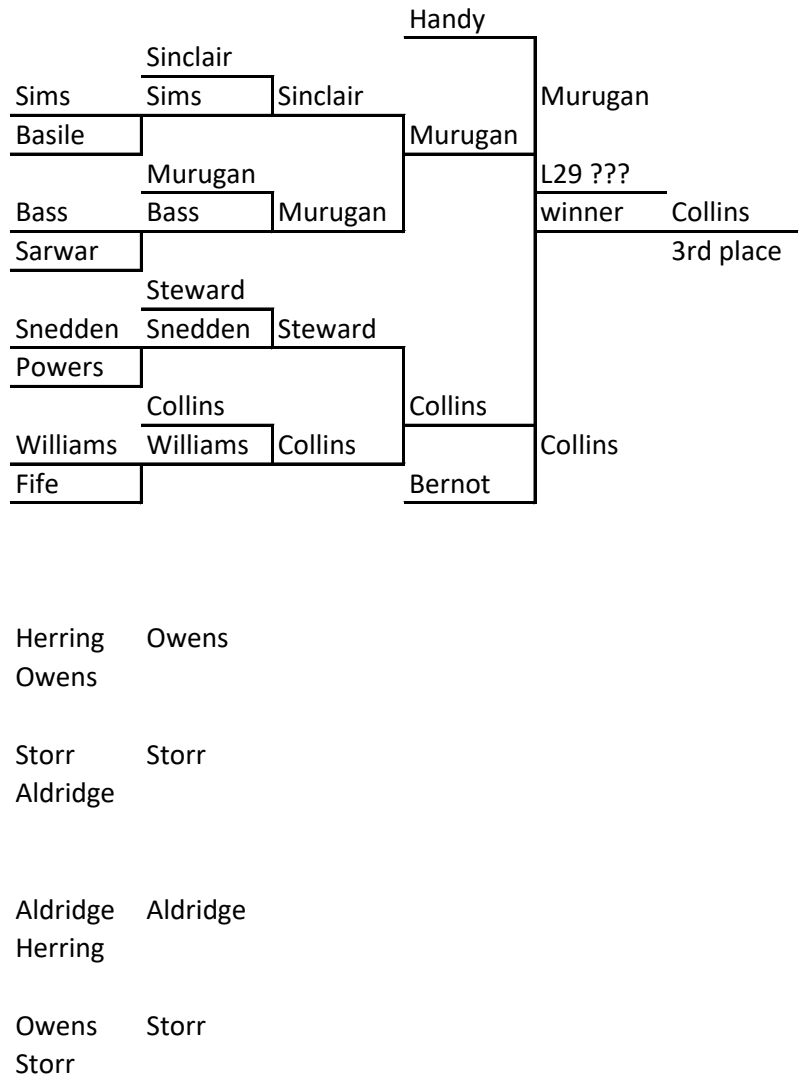 Handy
Sinclair
Sims Sims Sinclair Murugan
Basile Murugan
Murugan L29 ???
Bass Bass Murugan winner Collins
Sarwar 3rd place
Steward
Snedden Snedden Steward
Powers
Collins Collins
Williams Williams Collins Collins
Fife Bernot
Herring Owens
Owens
Storr Storr
Aldridge
Aldridge Aldridge
Herring
Owens Storr
Storr